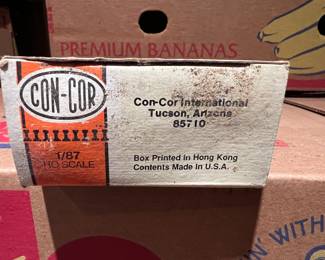 PREMIUM BANANAS
CON-COR
1/87
HO SCALE
Con-Cor International
Tucson, Arizona
85710
Box Printed in Hong Kong
Contents Made in U.S.A.
WITH